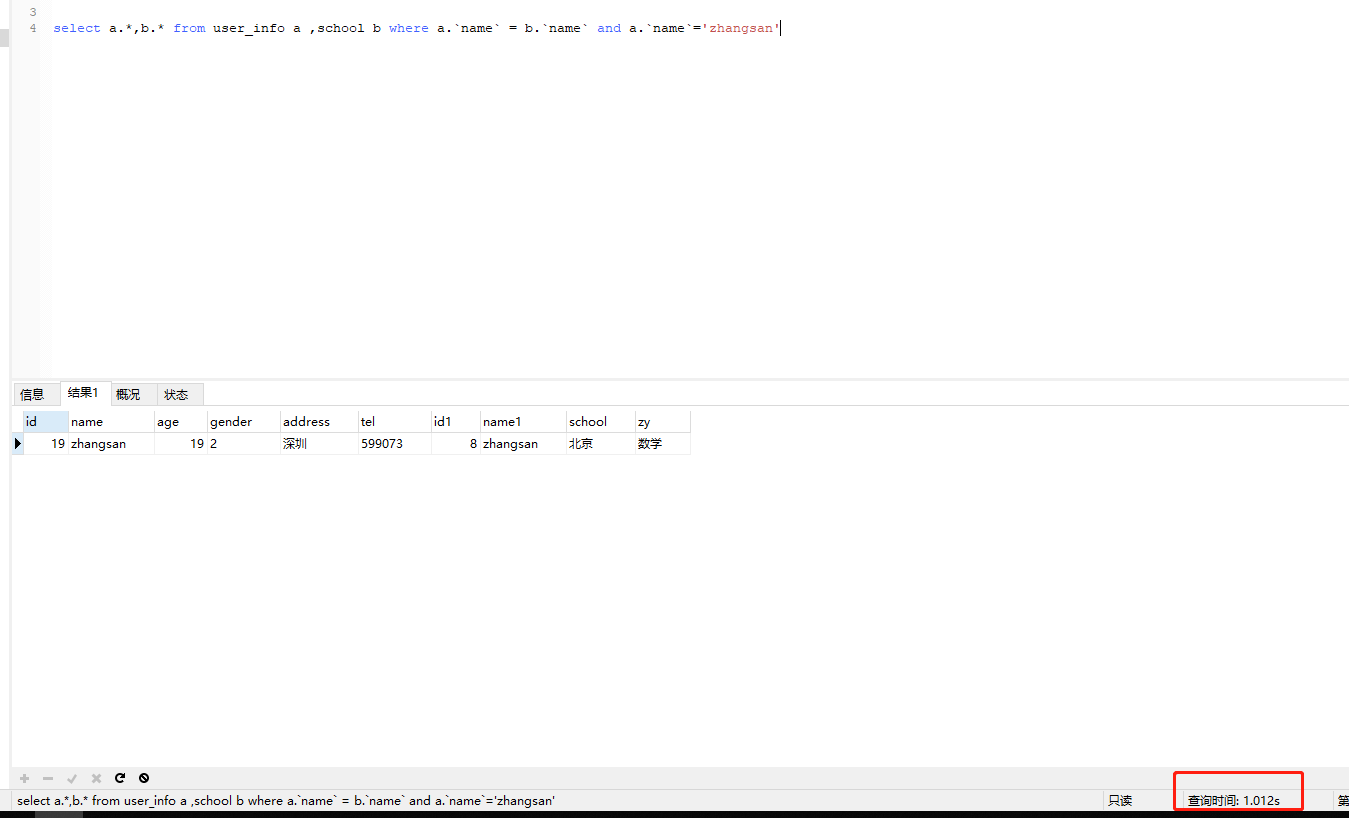 3
4 select a.*,b.* from user_info a ,school b where a.`name` = b.`name` and a.`name`='zhangsan'
信息 结果1 概况 状态
id name age gender address tel id1 name1 school zy
19 zhangsan 19 2 深圳 599073 8 zhangsan 北京 数学
select a.*,b.* from user_info a ,school b where a.`name` = b.`name` and a.`name`='zhangsan' 只读 查询时间: 1.012s 第